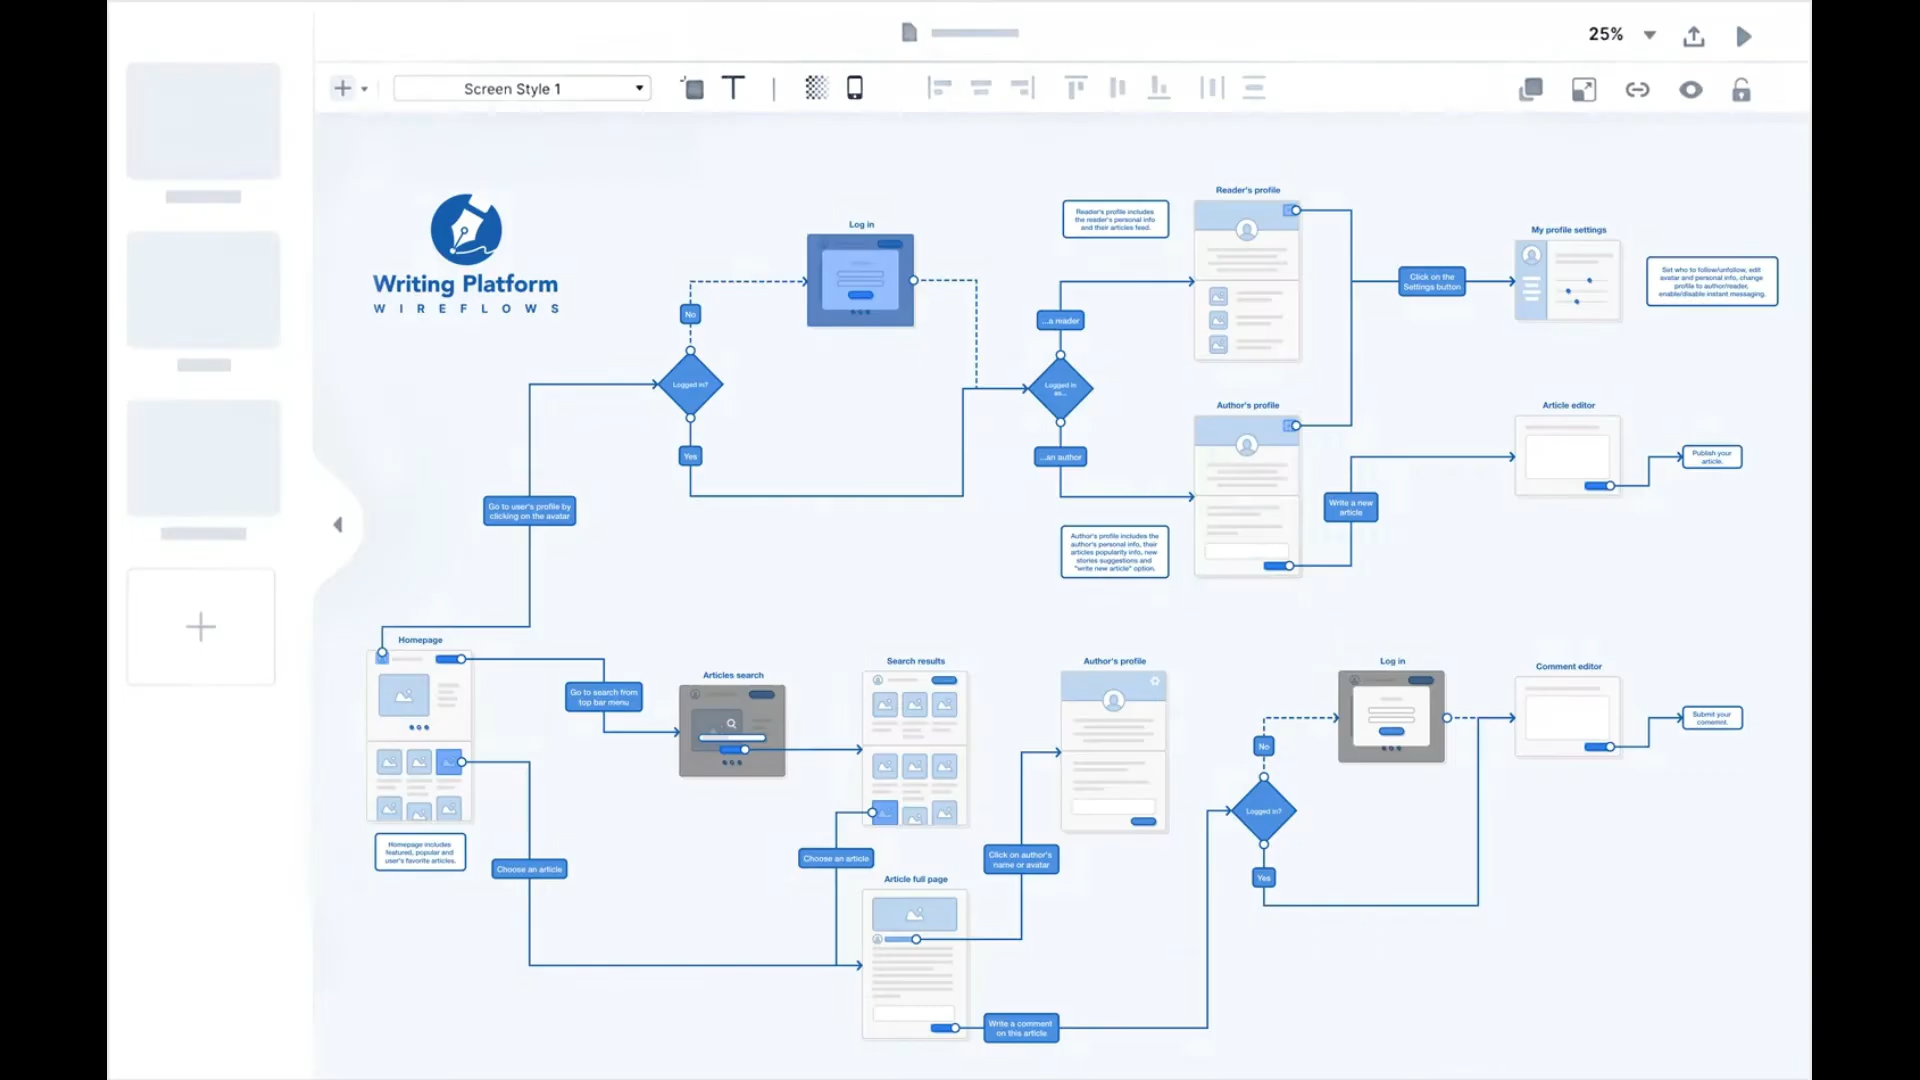 25%
Screen Style 1
Writing Platform
WIREFLOWS
Log in
No
Logged in?
Yes
Go to user's profile by
clicking on the avatar
Reader's profile includes
the reader's personal info
and their articles feed.
Reader's profile
...a reader
Logged in
as...
...an author
Click on the
Settings button
My profile settings
Set who to follow/unfollow, edit
avatar and personal info, change
profile to author/reader,
enable/disable instant messaging.
Author's profile
Author's profile includes the
author's personal info, their
articles popularity info, new
stories suggestions and
"write new article" option.
Write a new
article
Article editor
Publish your
article.
Homepage
Homepage includes
featured, popular and
user's favorite articles.
Go to search from
top bar menu
Articles search
Search results
Choose an article
Choose an article
Article full page
Author's profile
Click on author's
name or avatar
Write a comment
on this article
Log in
No
Logged in?
Yes
Comment editor
Submit your
comemnt.